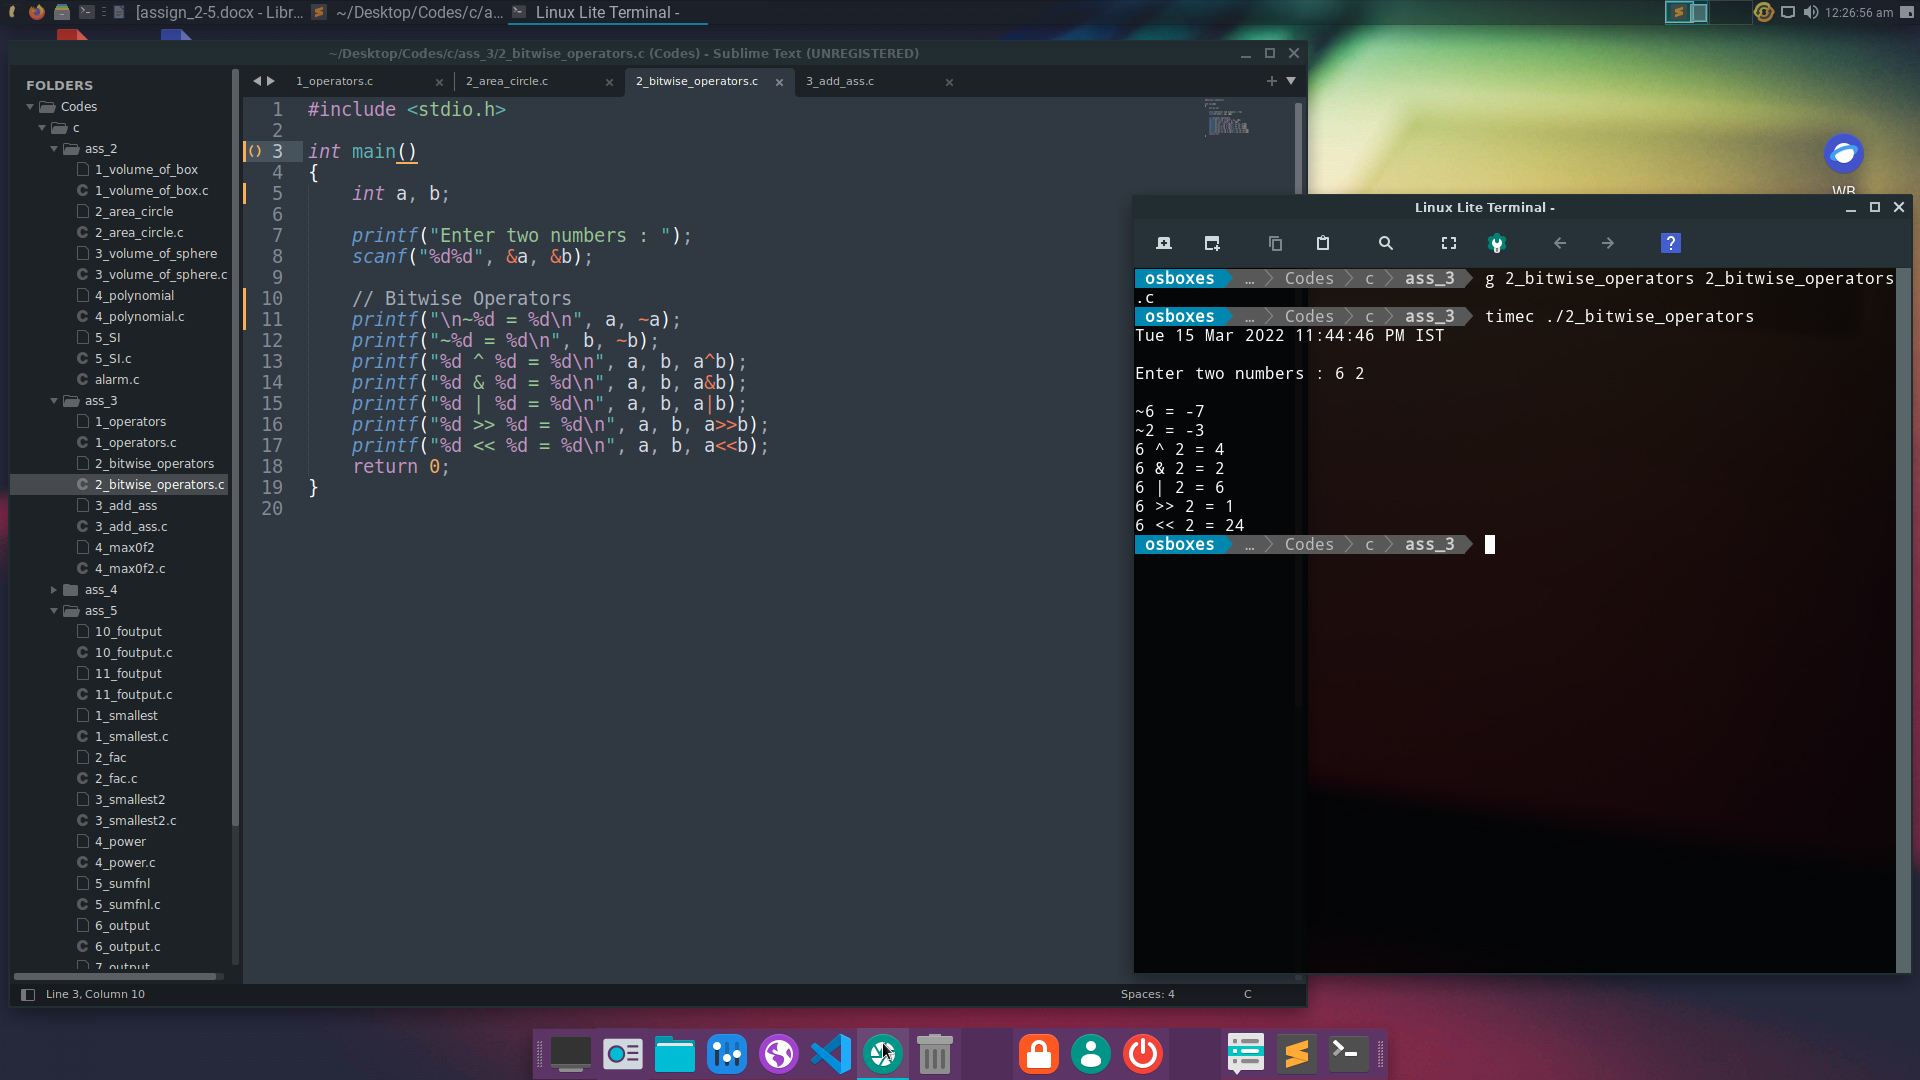 [assign_2-5.docx - Libr...
~/Desktop/Codes/c/a...
Linux Lite Terminal -
12:26:56 am
~/Desktop/Codes/c/ass_3/2_bitwise_operators.c (Codes) - Sublime Text (UNREGISTERED)
FOLDERS
Codes
c
ass_2
1_volume_of_box
1_volume_of_box.c
2_area_circle
2_area_circle.c
3_volume_of_sphere
3_volume_of_sphere.c
4_polynomial
4_polynomial.c
5_SI
5_SI.c
alarm.c
ass_3
1_operators
1_operators.c
2_bitwise_operators
2_bitwise_operators.c
3_add_ass
3_add_ass.c
4_max0f2
4_max0f2.c
ass_4
ass_5
10_foutput
10_foutput.c
11_foutput
11_foutput.c
1_smallest
1_smallest.c
2_fac
2_fac.c
3_smallest2
3_smallest2.c
4_power
4_power.c
5_sumfnl
5_sumfnl.c
6_output
6_output.c
7_output
1_operators.c
2_area_circle.c
2_bitwise_operators.c
3_add_ass.c
1 #include <stdio.h>
2
3 int main()
4 {
5     int a, b;
6
7     printf("Enter two numbers : ");
8     scanf("%d%d", &a, &b);
9
10     // Bitwise Operators
11     printf("\n~%d = %d\n", a, ~a);
12     printf("~%d = %d\n", b, ~b);
13     printf("%d ^ %d = %d\n", a, b, a^b);
14     printf("%d & %d = %d\n", a, b, a&b);
15     printf("%d | %d = %d\n", a, b, a|b);
16     printf("%d >> %d = %d\n", a, b, a>>b);
17     printf("%d << %d = %d\n", a, b, a<<b);
18     return 0;
19 }
20
Line 3, Column 10
Spaces: 4
C
WB
Linux Lite Terminal -
osboxes … Codes c ass_3 g 2_bitwise_operators 2_bitwise_operators
.c
osboxes … Codes c ass_3 timec ./2_bitwise_operators
Tue 15 Mar 2022 11:44:46 PM IST
Enter two numbers : 6 2
~6 = -7
~2 = -3
6 ^ 2 = 4
6 & 2 = 2
6 | 2 = 6
6 >> 2 = 1
6 << 2 = 24
osboxes … Codes c ass_3